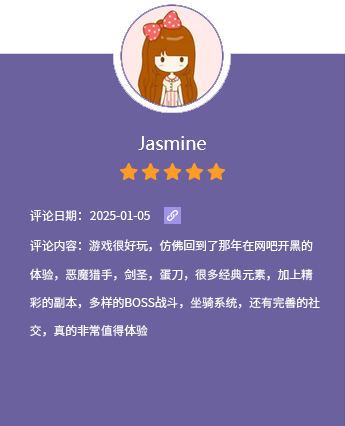 Jasmine
评论日期：2025-01-05
评论内容：游戏很好玩，仿佛回到了那年在网吧开黑的
体验，恶魔猎手，剑圣，蛋刀，很多经典元素，加上精
彩的副本，多样的BOSS战斗，坐骑系统，还有完善的社
交，真的非常值得体验